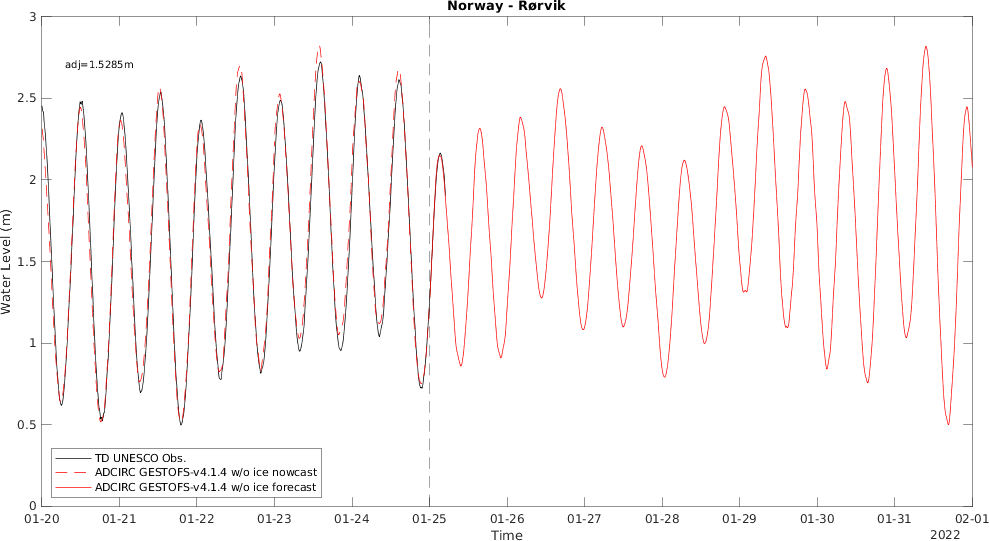 Norway - Rørvik
adj=1.5285m
Water Level (m)
3
2.5
2
1.5
1
0.5
0
TD UNESCO Obs.
ADCIRC GESTOFS-v4.1.4 w/o ice nowcast
ADCIRC GESTOFS-v4.1.4 w/o ice forecast
01-20 01-21 01-22 01-23 01-24 01-25 01-26 01-27 01-28 01-29 01-30 01-31 02-01
Time
2022